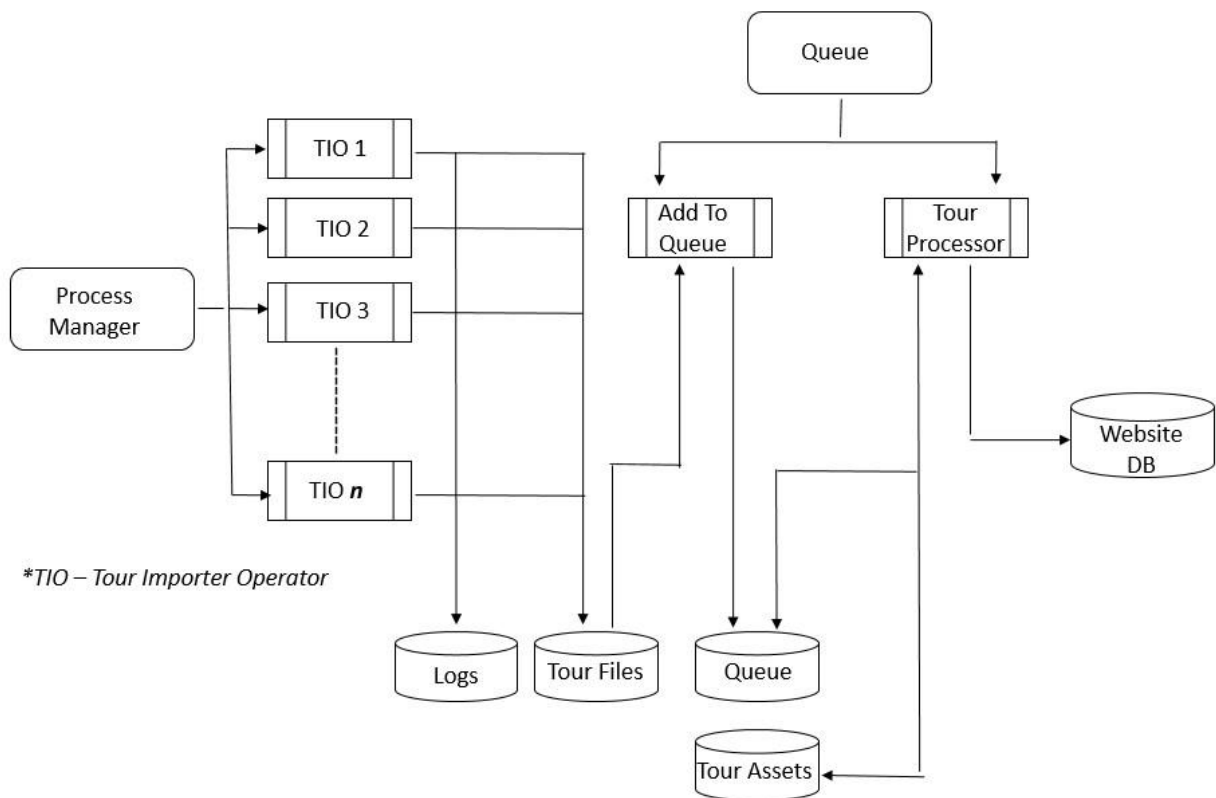 Queue
TIO 1
Add To
Queue
Tour
Processor
TIO 2
Process
Manager
TIO 3
Website
DB
TIO n
*TIO – Tour Importer Operator
Logs
Tour Files
Queue
Tour Assets